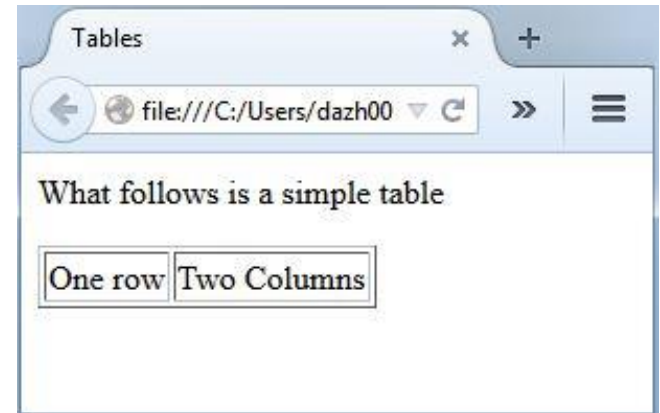 Tables
file:///C:/Users/dazh00
What follows is a simple table
One row Two Columns